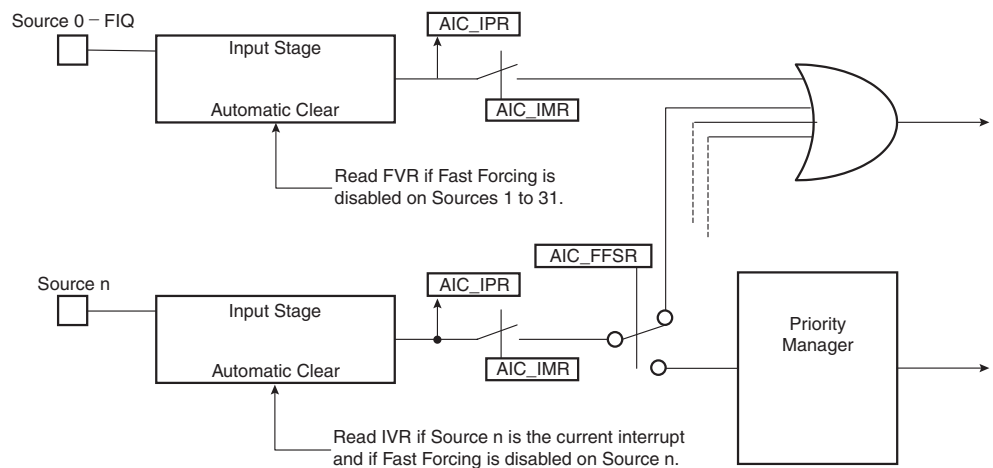 Source 0 – FIQ
AIC_IPR
Input Stage
Automatic Clear
AIC_IMR
Read FVR if Fast Forcing is
disabled on Sources 1 to 31.
AIC_FFSR
Source n
AIC_IPR
Input Stage
Priority
Manager
Automatic Clear
AIC_IMR
Read IVR if Source n is the current interrupt
and if Fast Forcing is disabled on Source n.